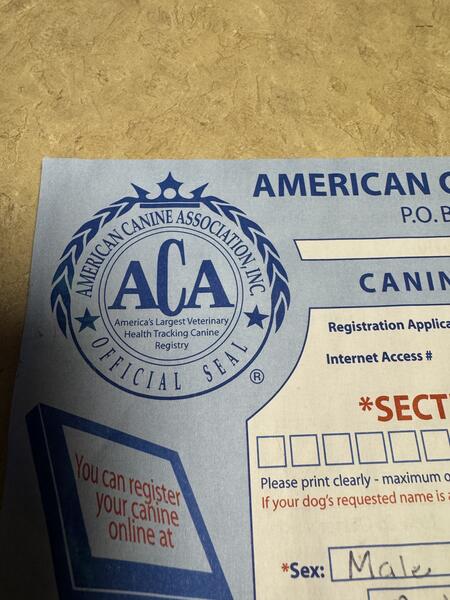 AMERICAN
P.O.
AMERICAN CANINE ASSOCIATION, INC.
ACA
America's Largest Veterinary
Health Tracking Canine
Registry
OFFICIAL SEAL
®
CANIN
Registration Applica
Internet Access #
*SECT
Please print clearly - maximum
If your dog's requested name is
You can register
your canine
online at
*Sex: Male